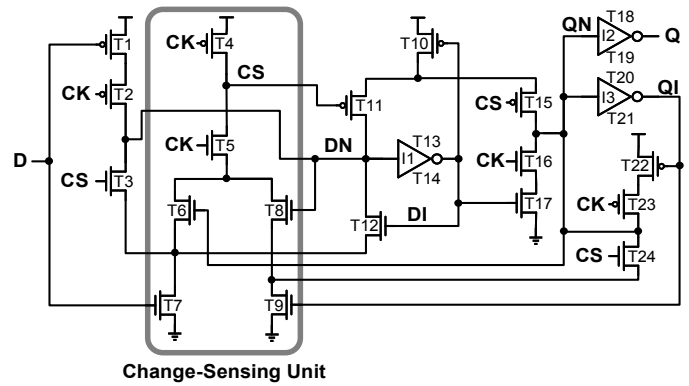 T1
CK T2
CS T3
D
CK T4
CS
CK T5
T6 T8
T7 T9
T10
T11
DN
I1 T13
T14
T12 DI
CS T15
CK T16
T17
QN
I2 T18
T19
Q
I3 T20
T21
QI
T22
CK T23
CS T24
Change-Sensing Unit